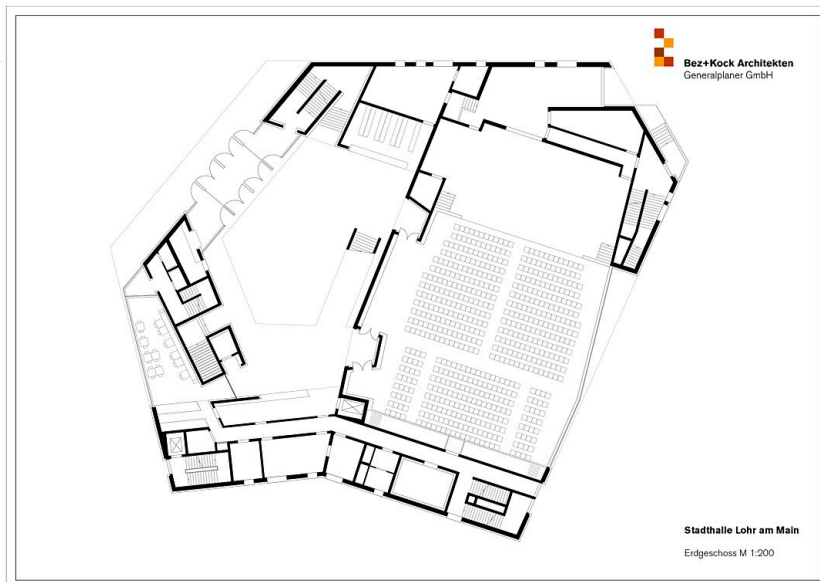 Bez+Kock Architekten
Generalplaner GmbH
Stadthalle Lohr am Main
Erdgeschoss M 1:200